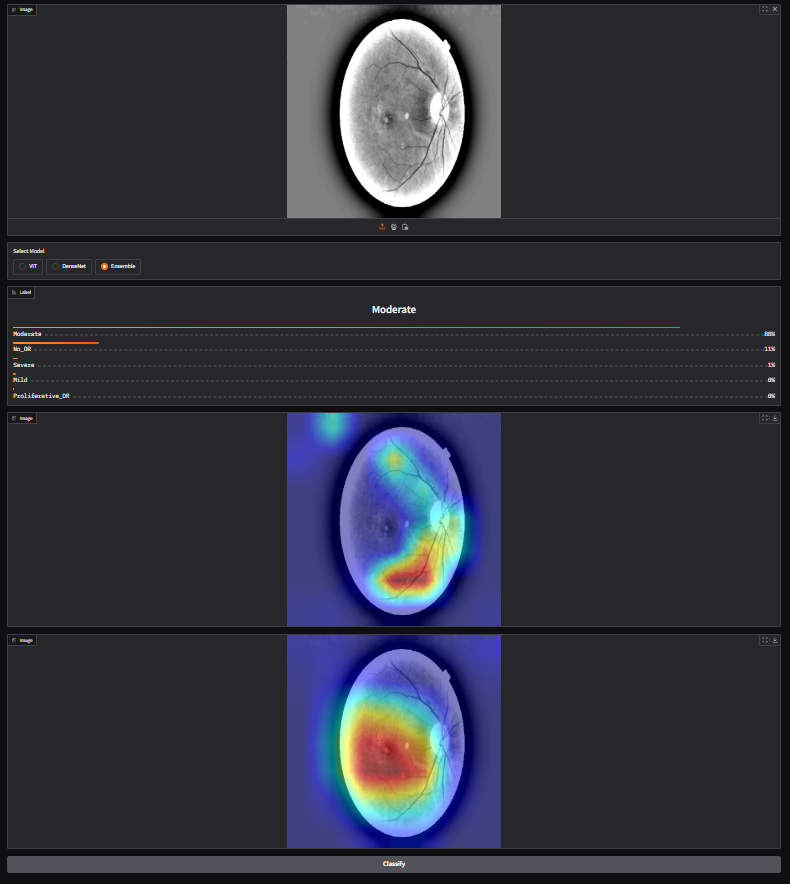 Image
Select Model
ViT
DenseNet
Ensemble
Label
Moderate
Moderate 88%
No_DR 11%
Severe 1%
Mild 0%
Proliferative_DR 0%
Image
Image
Classify